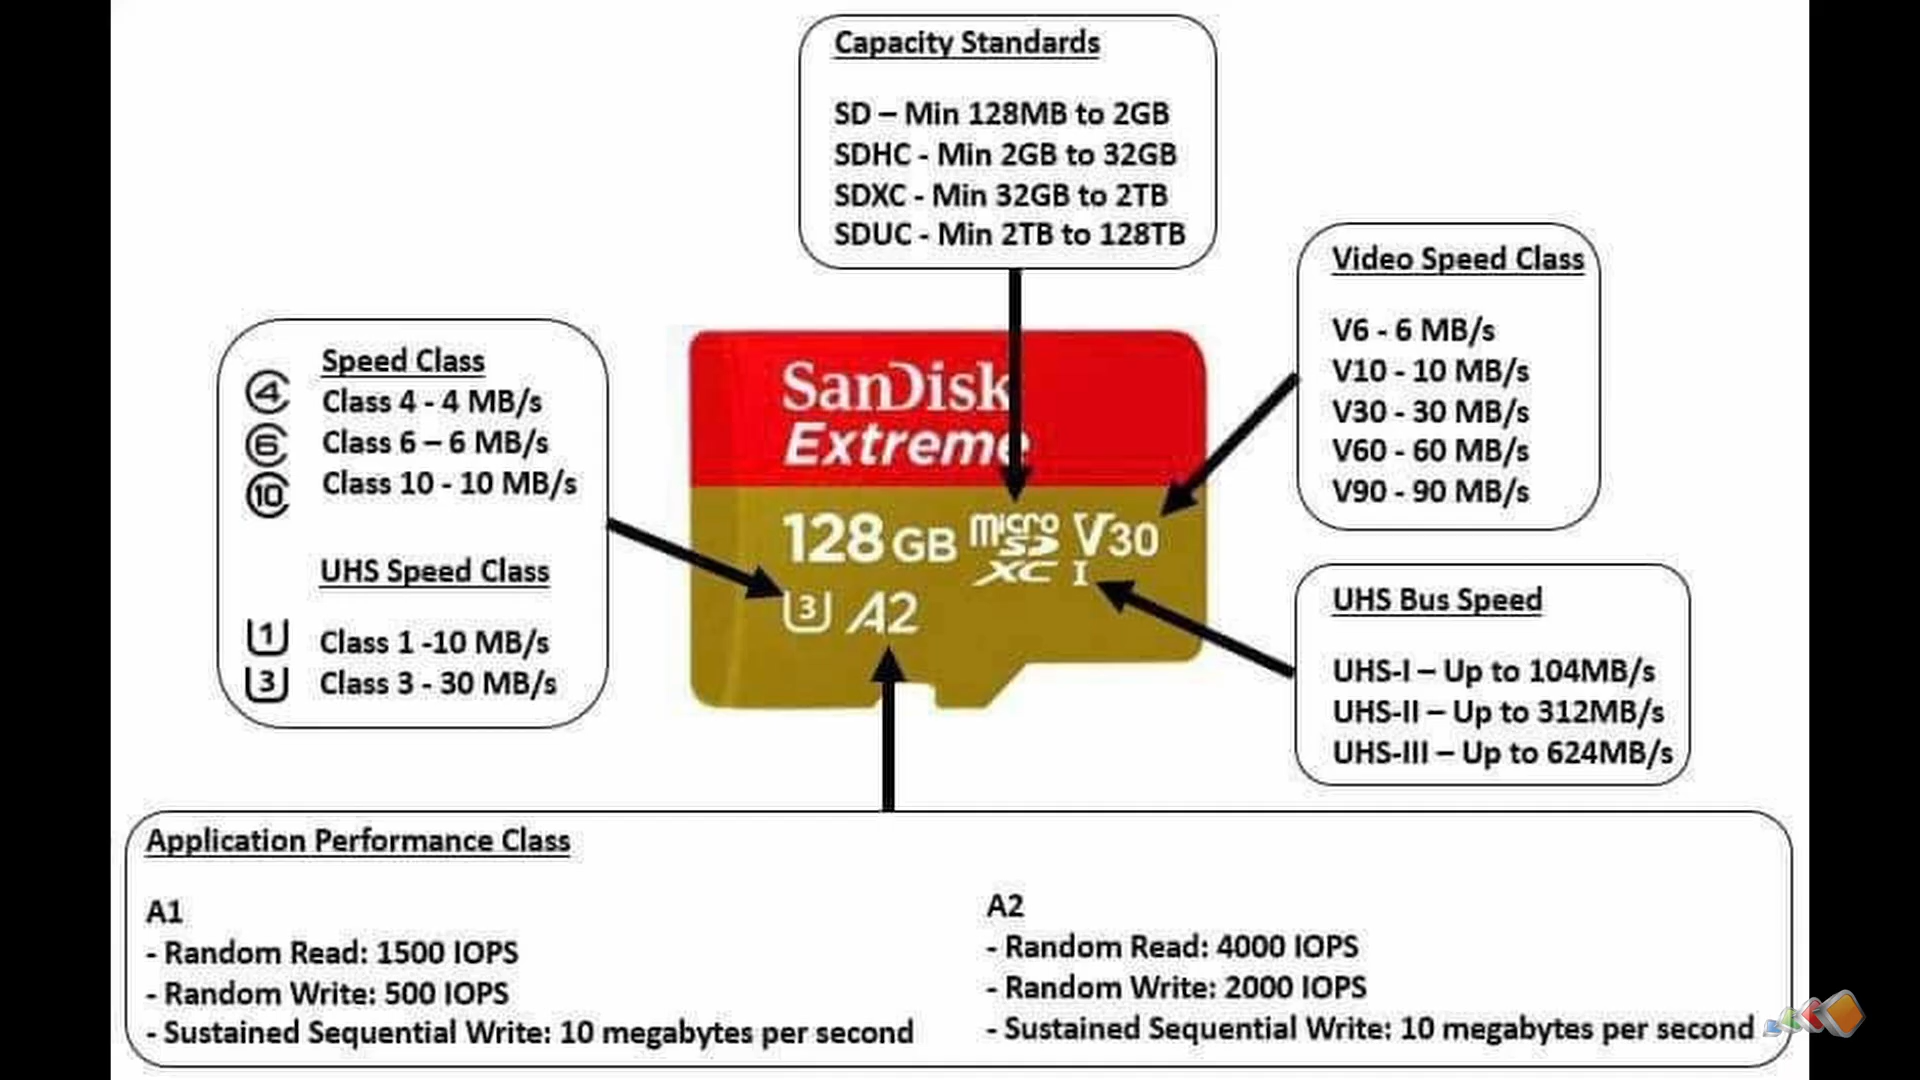 Capacity Standards
SD – Min 128MB to 2GB
SDHC - Min 2GB to 32GB
SDXC - Min 32GB to 2TB
SDUC - Min 2TB to 128TB
Video Speed Class
V6 - 6 MB/s
V10 - 10 MB/s
V30 - 30 MB/s
V60 - 60 MB/s
V90 - 90 MB/s
Speed Class
4 Class 4 - 4 MB/s
6 Class 6 – 6 MB/s
10 Class 10 - 10 MB/s
UHS Speed Class
1 Class 1 -10 MB/s
3 Class 3 - 30 MB/s
SanDisk
Extreme
128 GB micro SD XC I V30
3 A2
UHS Bus Speed
UHS-I – Up to 104MB/s
UHS-II – Up to 312MB/s
UHS-III – Up to 624MB/s
Application Performance Class
A1
- Random Read: 1500 IOPS
- Random Write: 500 IOPS
- Sustained Sequential Write: 10 megabytes per second
A2
- Random Read: 4000 IOPS
- Random Write: 2000 IOPS
- Sustained Sequential Write: 10 megabytes per second